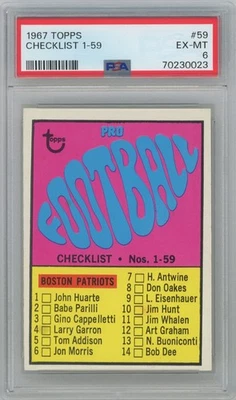 1967 TOPPS #59
CHECKLIST 1-59 EX-MT
6
PSA 70230023
topps
PRO
FOOTBALL
CHECKLIST • Nos. 1-59
BOSTON PATRIOTS
1 John Huarte
2 Babe Parilli
3 Gino Cappelletti
4 Larry Garron
5 Tom Addison
6 Jon Morris
7 H. Antwine
8 Don Oakes
9 L. Eisenhauer
10 Jim Hunt
11 Jim Whalen
12 Art Graham
13 N. Buoniconti
14 Bob Dee